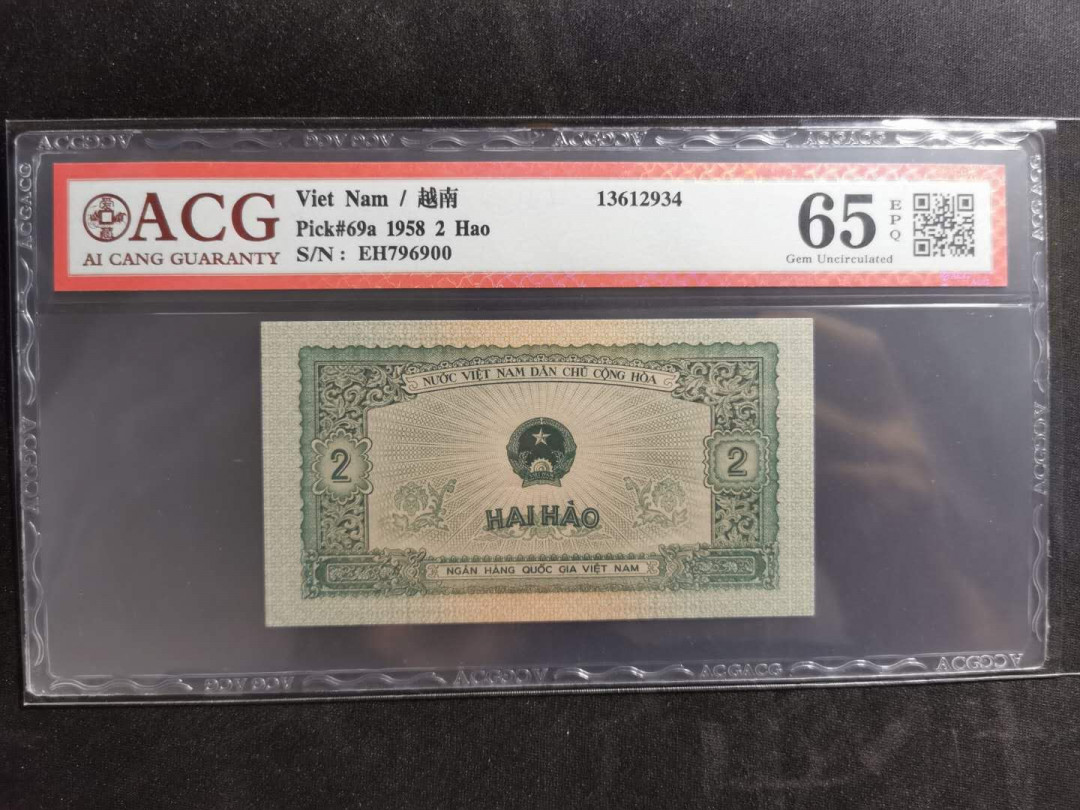 ACG
AI CANG GUARANTY
Viet Nam / 越南
Pick#69a 1958 2 Hao
S/N : EH796900
13612934
65
EPQ
Gem Uncirculated
NƯỚC VIỆT NAM DÂN CHỦ CỘNG HÒA
2
2
HAI HÀO
NGÂN HÀNG QUỐC GIA VIỆT NAM
ACGACG